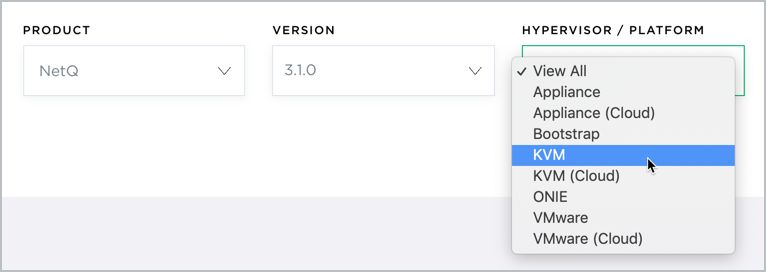 PRODUCT
VERSION
HYPERVISOR / PLATFORM
NetQ
3.1.0
✓ View All
Appliance
Appliance (Cloud)
Bootstrap
KVM
KVM (Cloud)
ONIE
VMware
VMware (Cloud)